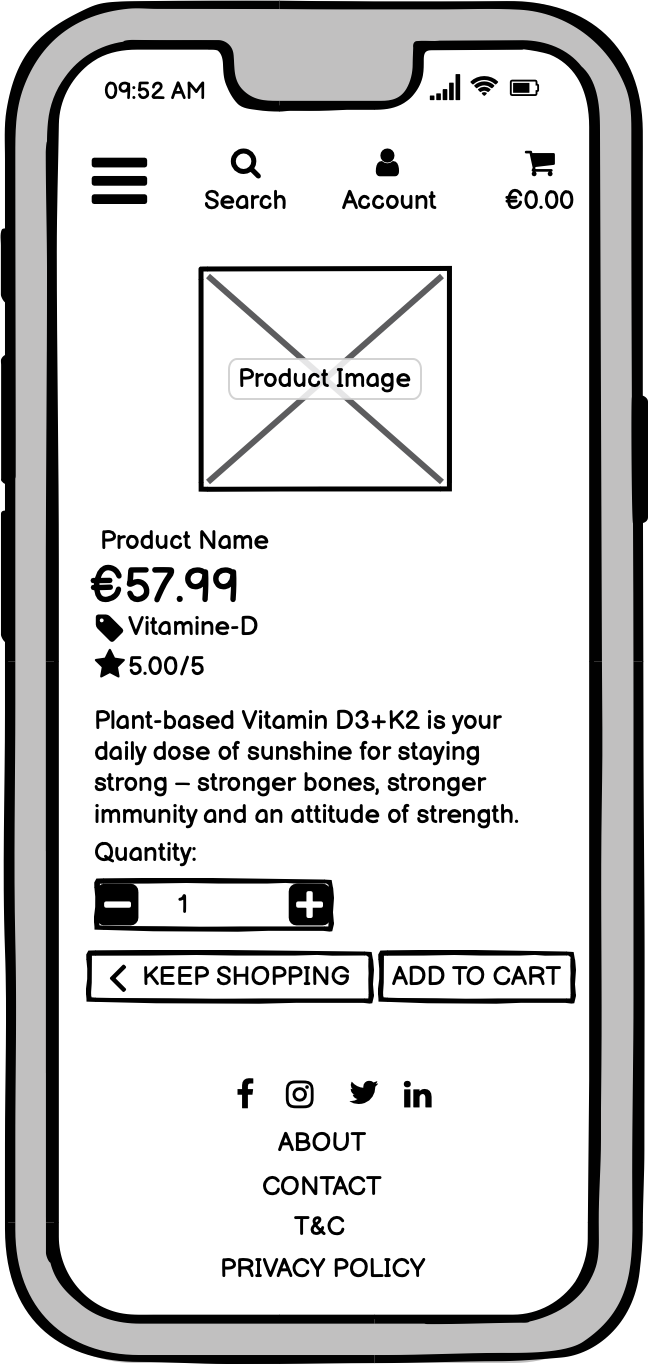 09:52 AM
Search
Account
€0.00
Product Image
Product Name
€57.99
Vitamine-D
5.00/5
Plant-based Vitamin D3+K2 is your
daily dose of sunshine for staying
strong – stronger bones, stronger
immunity and an attitude of strength.
Quantity:
1
KEEP SHOPPING
ADD TO CART
ABOUT
CONTACT
T&C
PRIVACY POLICY